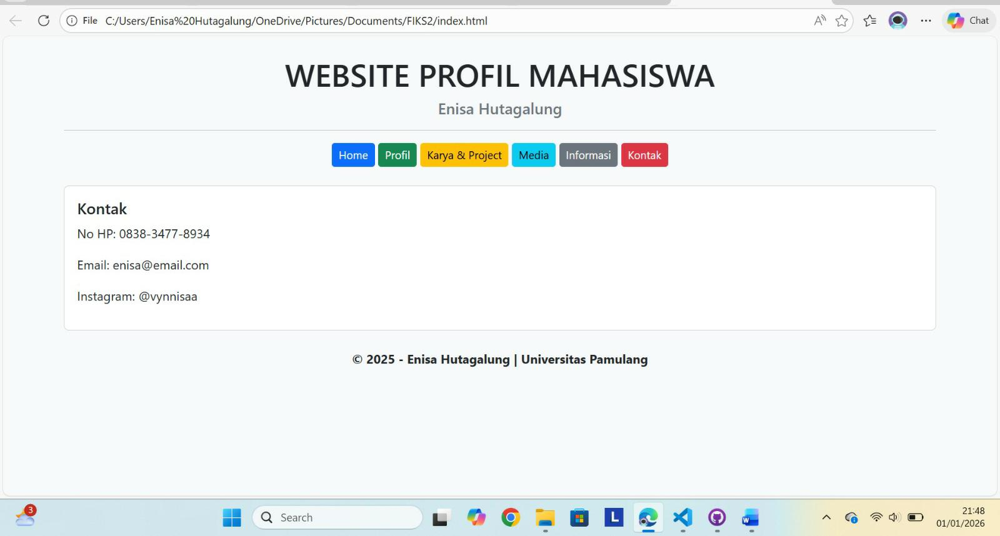 File C:/Users/Enisa%20Hutagalung/OneDrive/Pictures/Documents/FIKS2/index.html
Chat
WEBSITE PROFIL MAHASISWA
Enisa Hutagalung
Home Profil Karya & Project Media Informasi Kontak
Kontak
No HP: 0838-3477-8934
Email: enisa@email.com
Instagram: @vynnisaa
© 2025 - Enisa Hutagalung | Universitas Pamulang
3
Search
L
W
21:48
01/01/2026